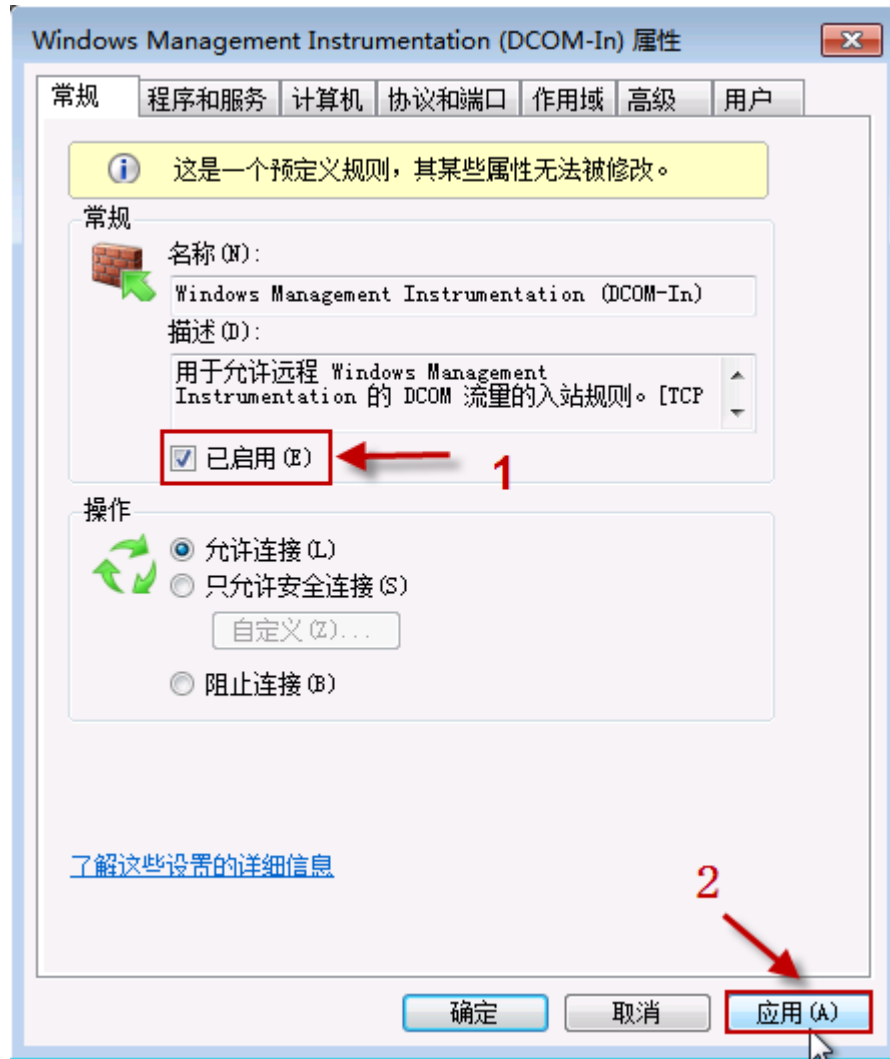 Windows Management Instrumentation (DCOM-In) 属性
常规 程序和服务 计算机 协议和端口 作用域 高级 用户
这是一个预定义规则，其某些属性无法被修改。
常规
名称(N):
Windows Management Instrumentation (DCOM-In)
描述(D):
用于允许远程 Windows Management
Instrumentation 的 DCOM 流量的入站规则。[TCP
已启用(E)
1
操作
允许连接(L)
只允许安全连接(S)
自定义(Z)...
阻止连接(B)
了解这些设置的详细信息
2
确定 取消 应用(A)